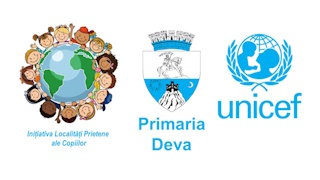 Inițiativa Localități Prietene
ale Copiilor
Primaria
Deva
unicef